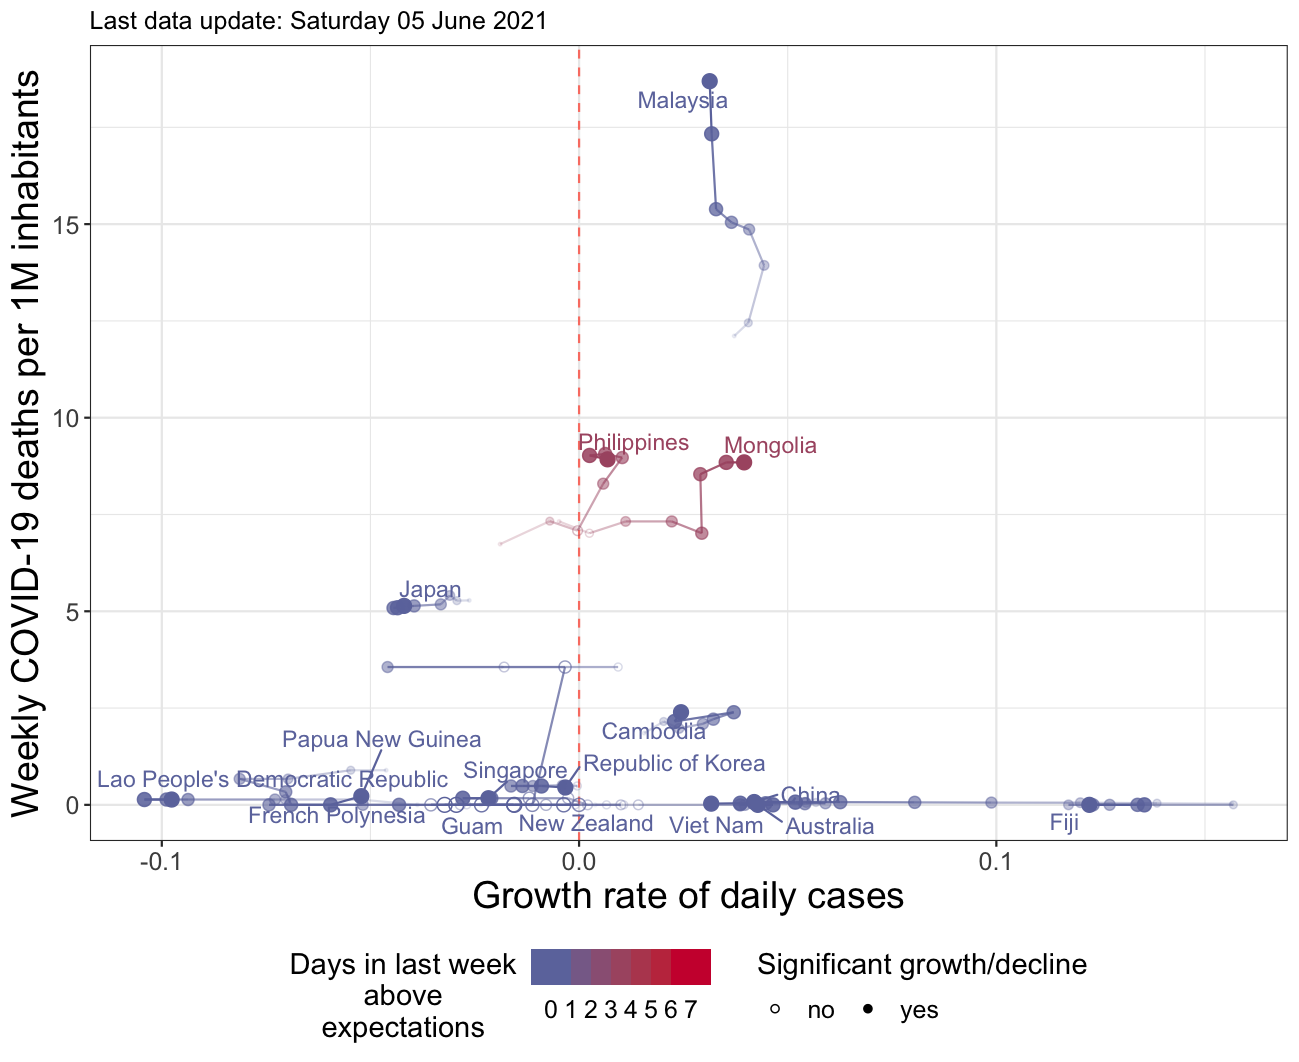 Last data update: Saturday 05 June 2021
Weekly COVID-19 deaths per 1M inhabitants
15
10
5
0
Malaysia
Philippines
Mongolia
Japan
Cambodia
Papua New Guinea
Republic of Korea
Singapore
Lao People's Democratic Republic
China
French Polynesia
Guam
New Zealand
Viet Nam
Australia
Fiji
-0.1
0.0
0.1
Growth rate of daily cases
Days in last week
above
expectations
0 1 2 3 4 5 6 7
Significant growth/decline
no
yes